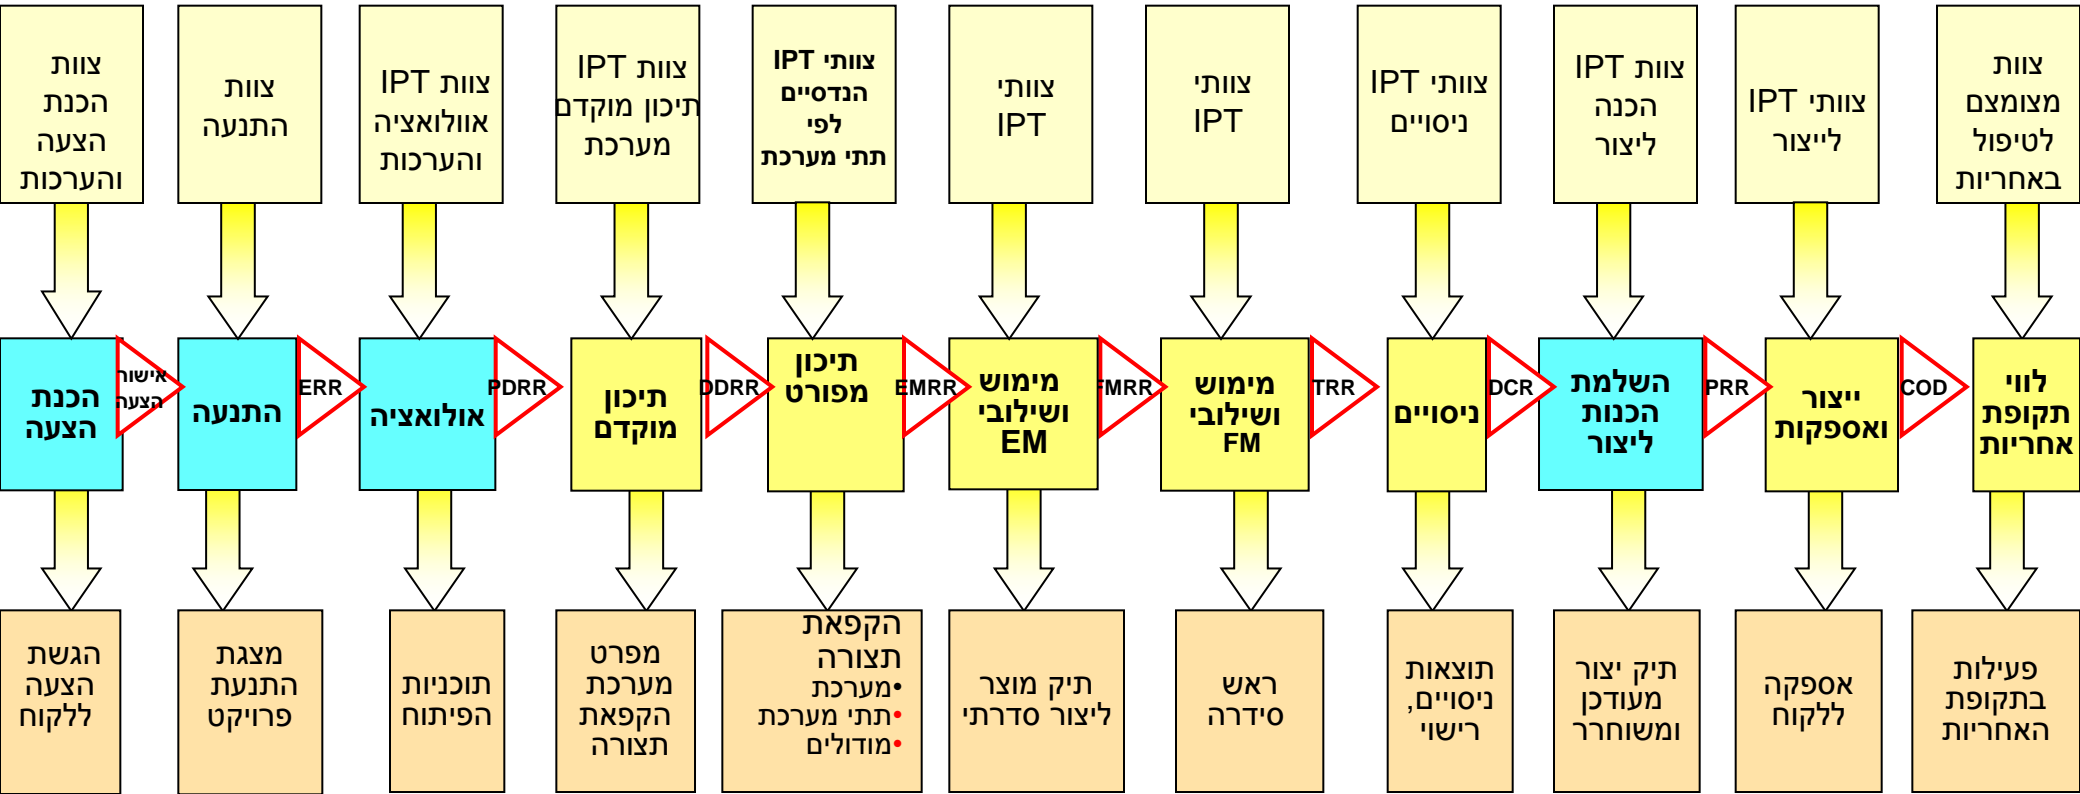 צוות
הכנת
הצעה
והערכות
צוות
התנעה
צוות IPT
אוולואציה
והערכות
צוות IPT
תיכון מוקדם
מערכת
צוותי IPT
הנדסיים
לפי
תתי מערכת
צוותי
IPT
צוותי
IPT
צוותי IPT
ניסויים
צוות IPT
הכנה
ליצור
צוותי IPT
לייצור
צוות
מצומצם
לטיפול
באחריות
הכנת
הצעה
אישור
הצעה
התנעה
ERR
אולואציה
PDRR
תיכון
מוקדם
DDRR
תיכון
מפורט
EMRR
מימוש
ושילובי
EM
FMRR
מימוש
ושילובי
FM
TRR
ניסויים
DCR
השלמת
הכנות
ליצור
PRR
ייצור
ואספקות
COD
לווי
תקופת
אחריות
הגשת
הצעה
ללקוח
מצגת
התנעת
פרויקט
תוכניות
הפיתוח
מפרט
מערכת
הקפאת
תצורה
הקפאת
תצורה
•מערכת
•תתי מערכת
•מודולים
תיק מוצר
ליצור סדרתי
ראש
סידרה
תוצאות
ניסויים,
רישוי
תיק יצור
מעודכן
ומשוחרר
אספקה
ללקוח
פעילות
בתקופת
האחריות